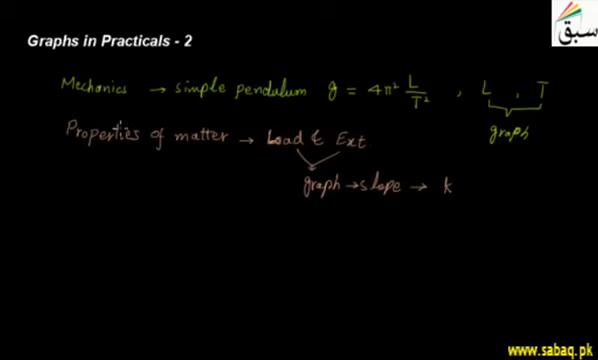 سبق
Graphs in Practicals - 2
Mechanics → simple pendulum g = 4π² L/T² , L , T
graph
Properties of matter → Load & Ext.
graph → slope → k
www.sabaq.pk